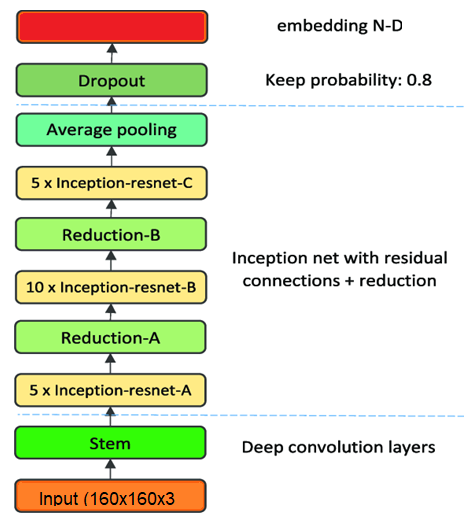 embedding N-D
Dropout
Keep probability: 0.8
Average pooling
5 x Inception-resnet-C
Reduction-B
Inception net with residual
connections + reduction
10 x Inception-resnet-B
Reduction-A
5 x Inception-resnet-A
Stem
Deep convolution layers
Input (160x160x3